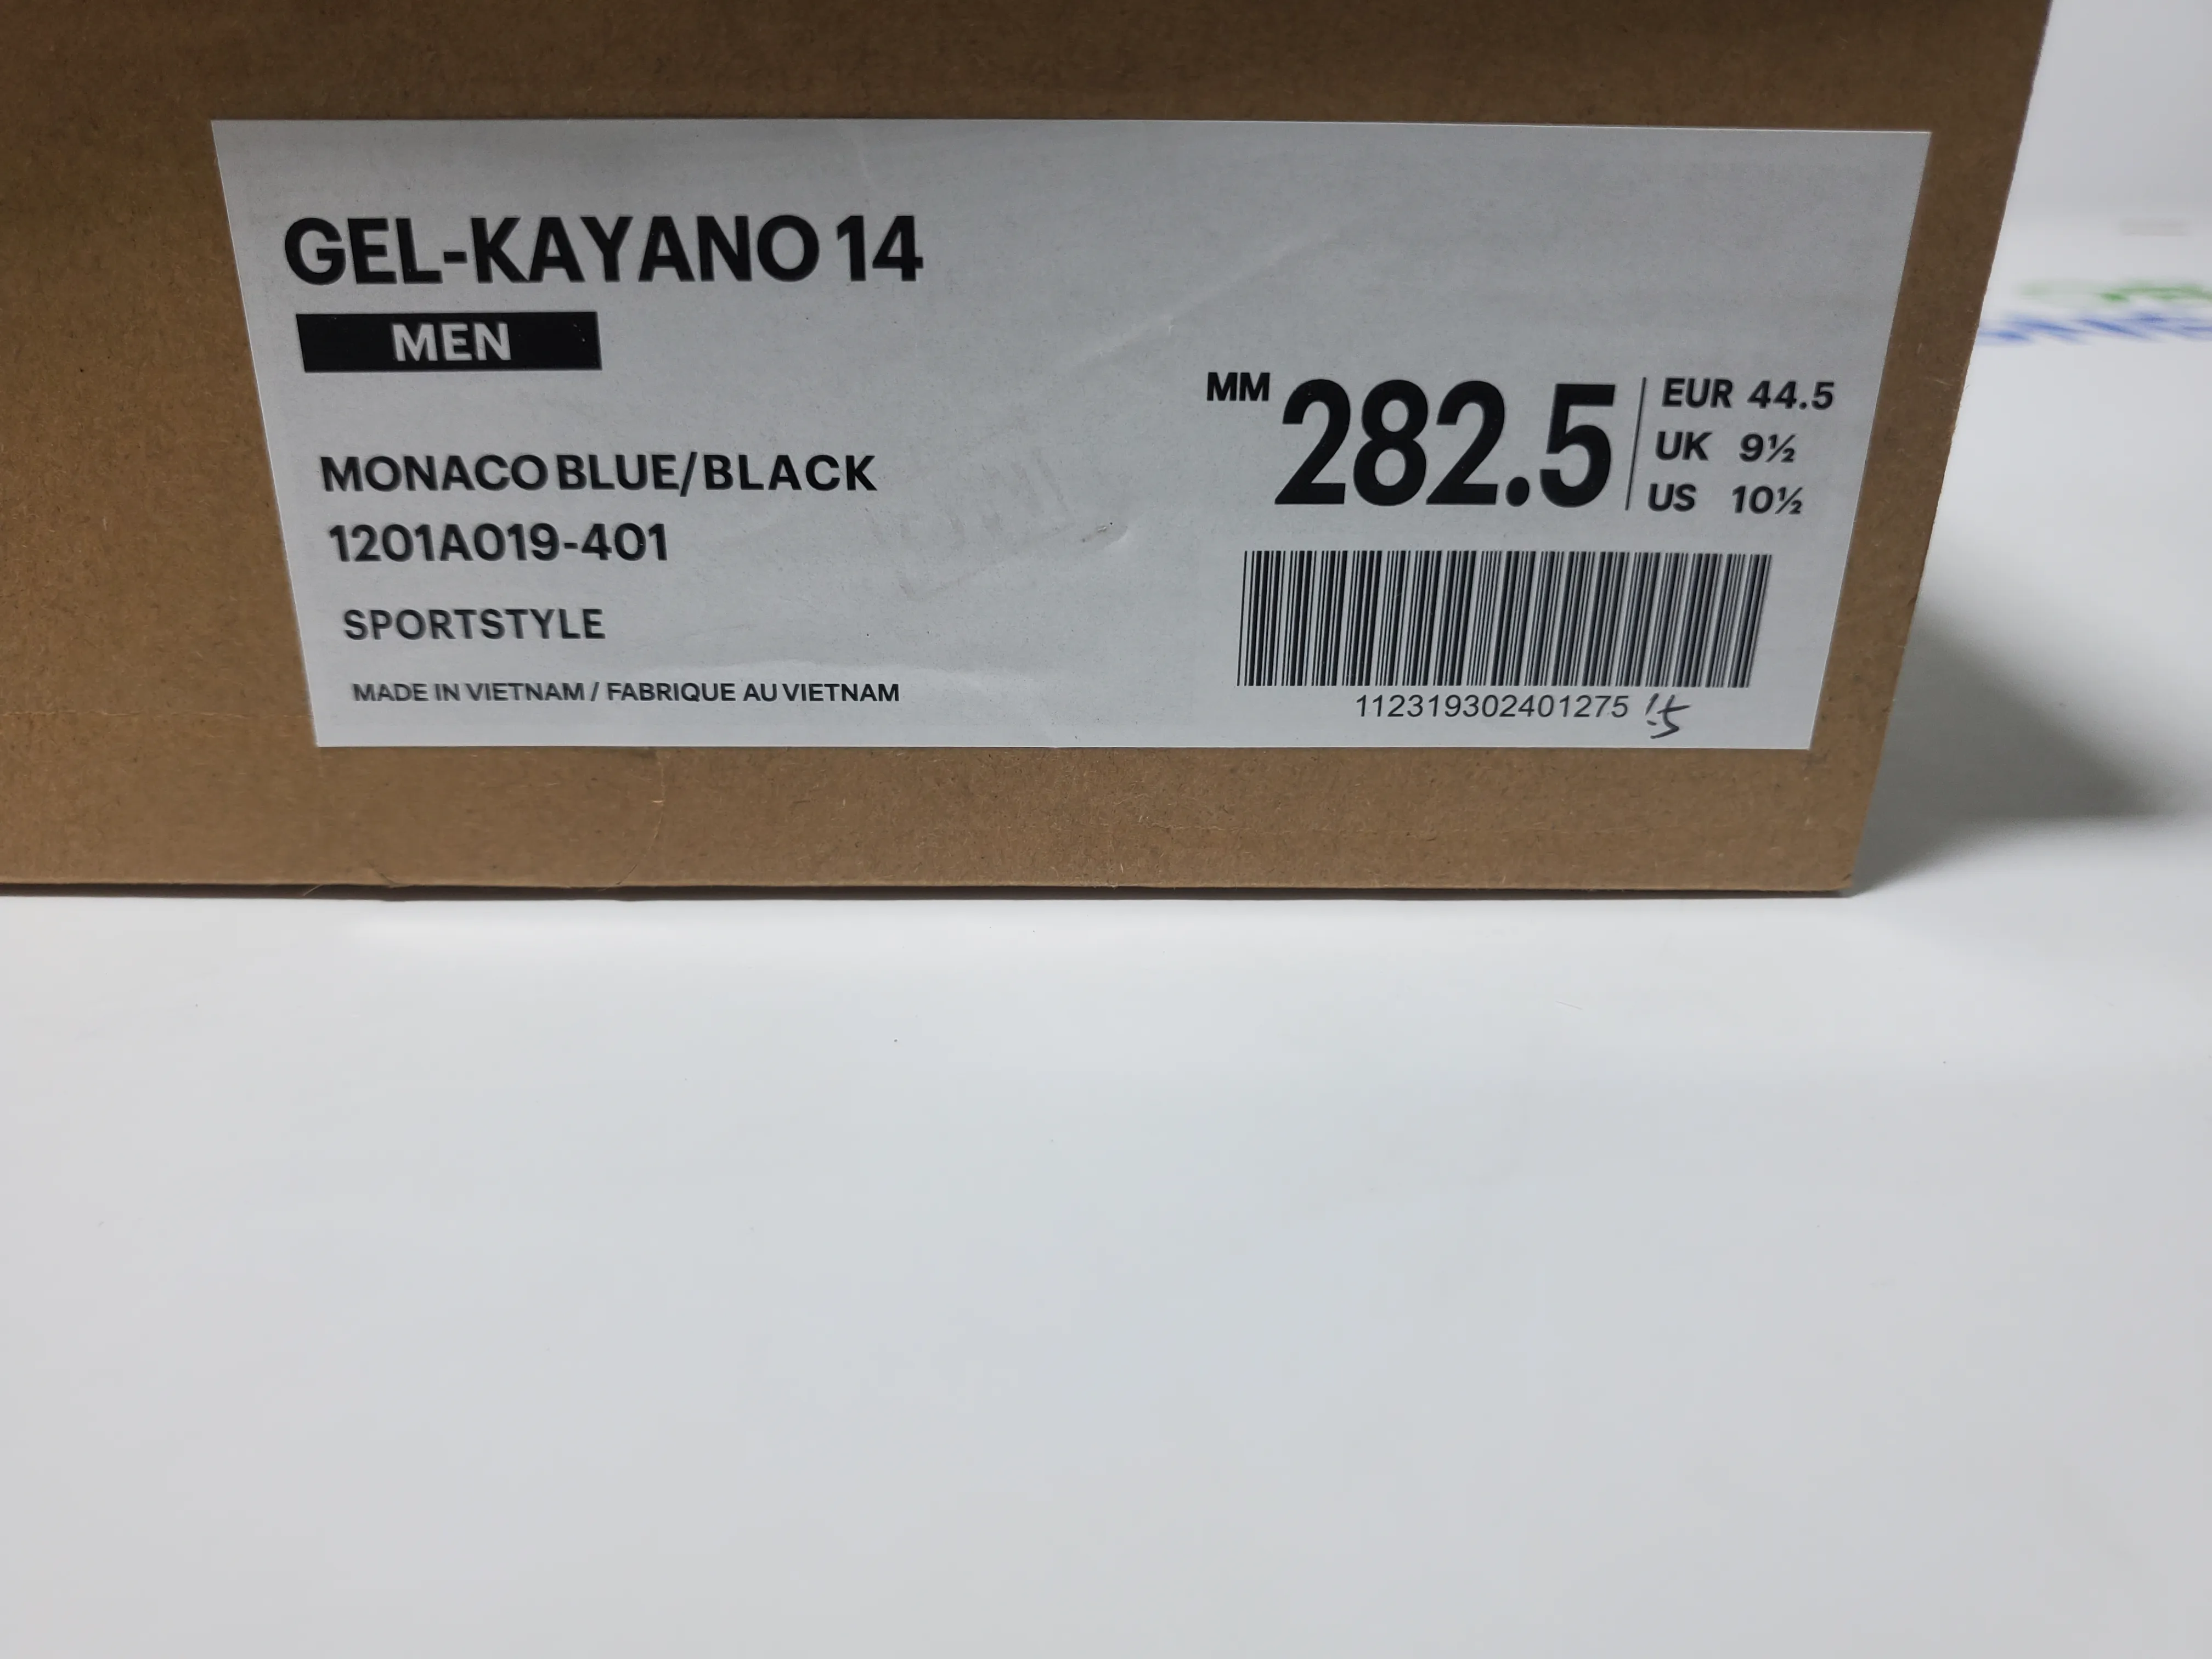 GEL-KAYANO 14
MEN
MONACO BLUE/BLACK
1201A019-401
SPORTSTYLE
MADE IN VIETNAM / FABRIQUE AU VIETNAM
MM 282.5
EUR 44.5
UK 9½
US 10½
112319302401275